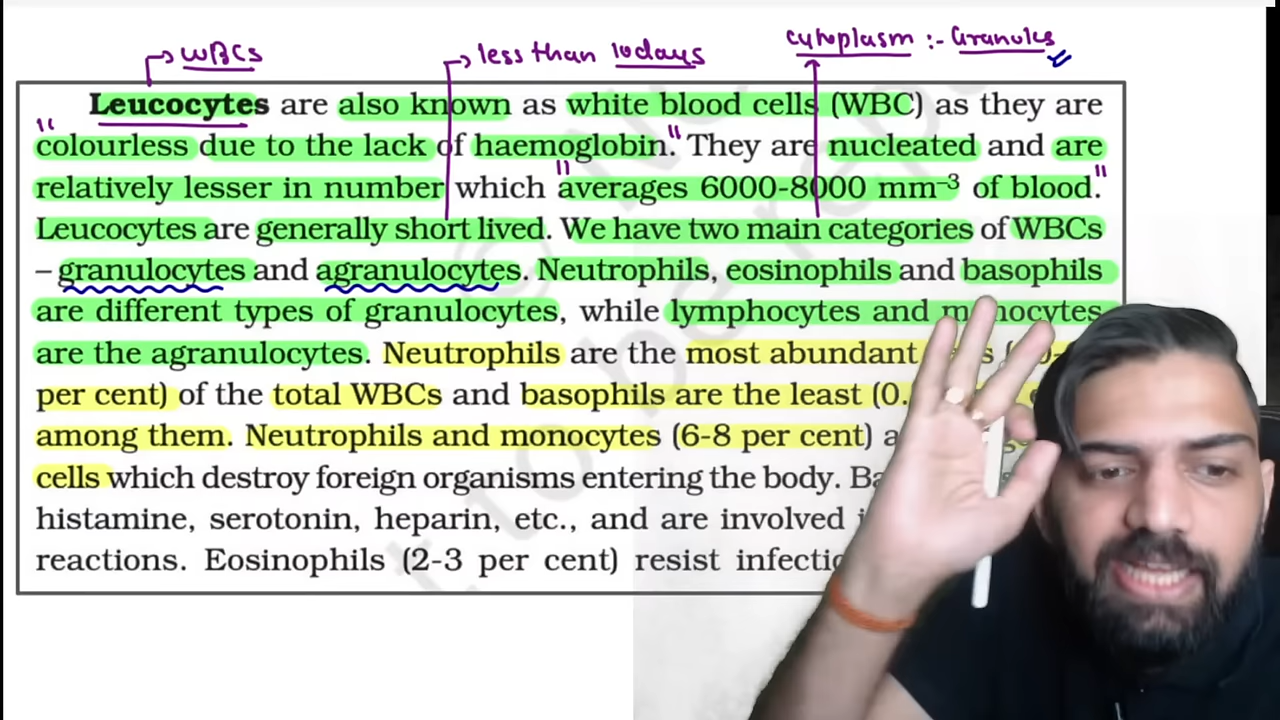 WBCs
less than 10days
cytoplasm :- Granules
Leucocytes are also known as white blood cells (WBC) as they are
"colourless due to the lack of haemoglobin." They are nucleated and are
relatively lesser in number which "averages 6000-8000 mm⁻³ of blood."
Leucocytes are generally short lived. We have two main categories of WBCs
– granulocytes and agranulocytes. Neutrophils, eosinophils and basophils
are different types of granulocytes, while lymphocytes and monocytes
are the agranulocytes. Neutrophils are the most abundant
per cent) of the total WBCs and basophils are the least (0.
among them. Neutrophils and monocytes (6-8 per cent)
cells which destroy foreign organisms entering the body.
histamine, serotonin, heparin, etc., and are involved
reactions. Eosinophils (2-3 per cent) resist